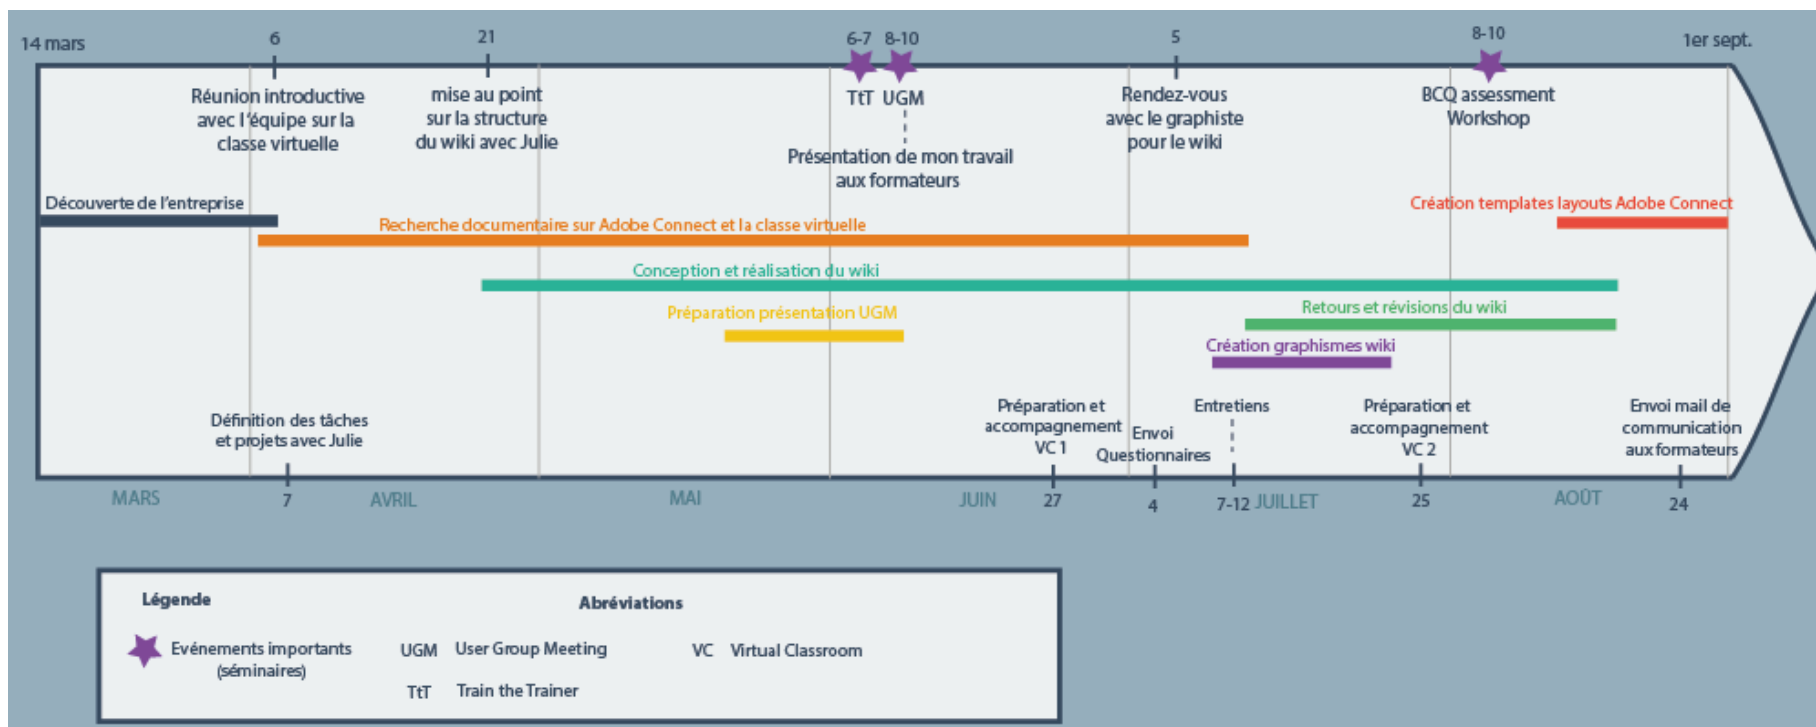 14 mars
6
21
6-7
8-10
5
8-10
1er sept.
Réunion introductive
avec l'équipe sur la
classe virtuelle
mise au point
sur la structure
du wiki avec Julie
TtT
UGM
Présentation de mon travail
aux formateurs
Rendez-vous
avec le graphiste
pour le wiki
BCQ assessment
Workshop
Découverte de l'entreprise
Création templates layouts Adobe Connect
Recherche documentaire sur Adobe Connect et la classe virtuelle
Conception et réalisation du wiki
Préparation présentation UGM
Retours et révisions du wiki
Création graphismes wiki
Définition des tâches
et projets avec Julie
Préparation et
accompagnement
VC 1
Envoi
Questionnaires
Entretiens
Préparation et
accompagnement
VC 2
Envoi mail de
communication
aux formateurs
MARS
7
AVRIL
MAI
JUIN
27
4
7-12
JUILLET
25
AOÛT
24
Légende
Evénements importants
(séminaires)
Abréviations
UGM
User Group Meeting
VC
Virtual Classroom
TtT
Train the Trainer